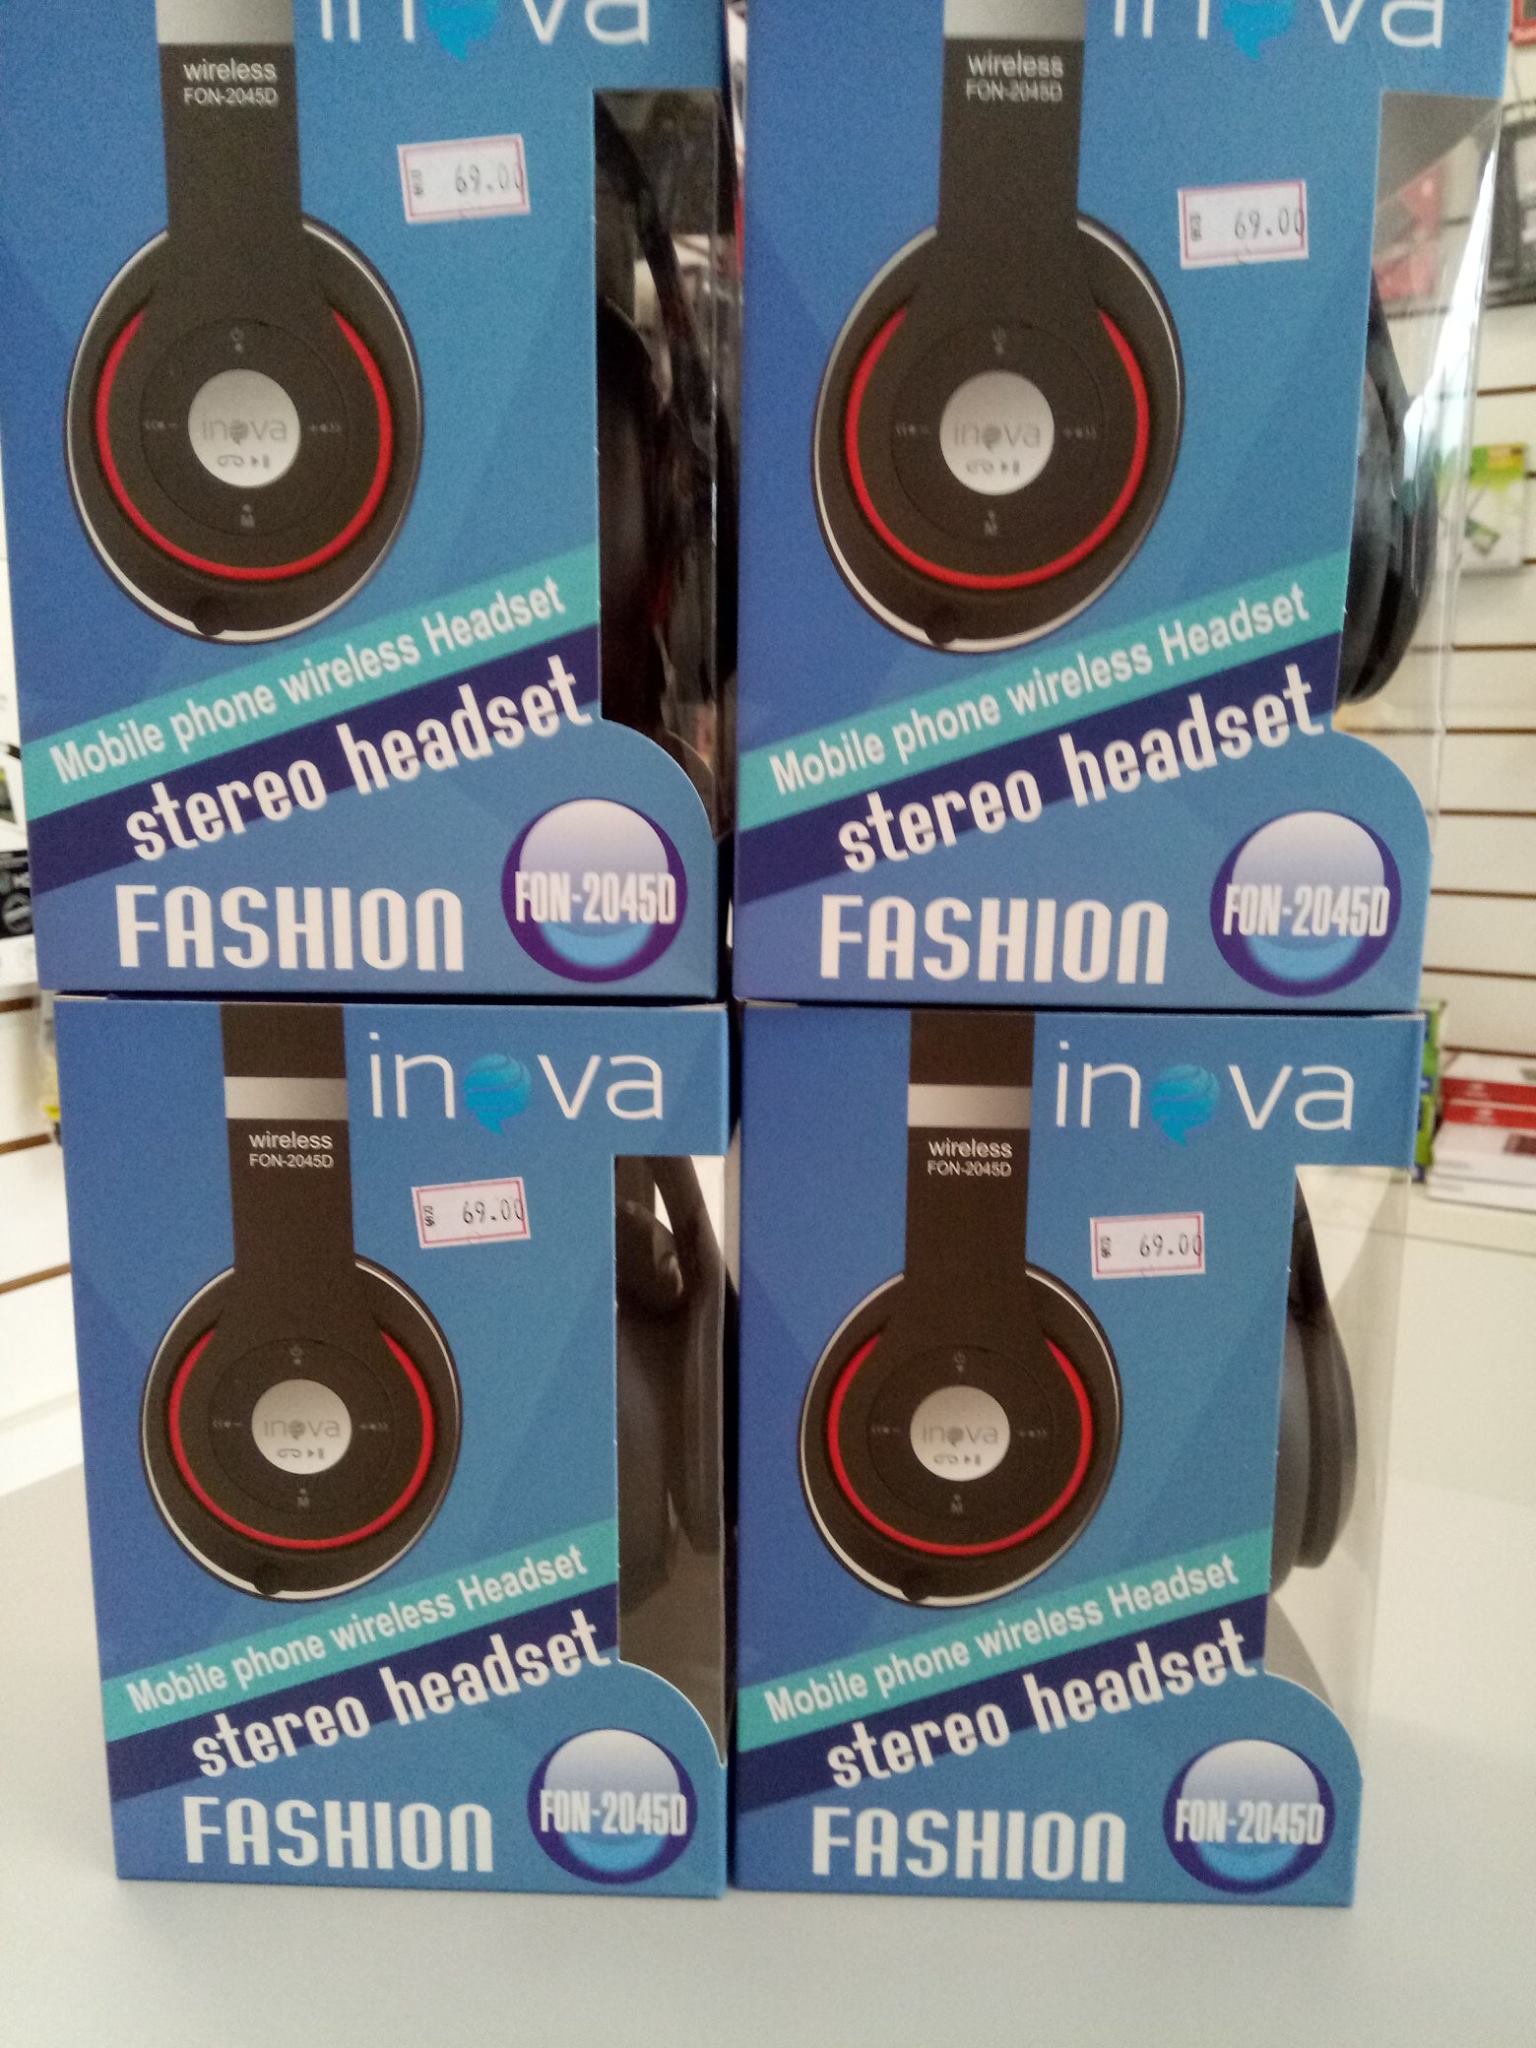 inova
wireless
FON-2045D
69.00
inova
Mobile phone wireless Headset
stereo headset
FASHION
FON-2045D
inova
wireless
FON-2045D
69.00
inova
M
Mobile phone wireless Headset
stereo headset
FASHION
FON-2045D
inova
wireless
FON-2045D
69.00
inova
M
Mobile phone wireless Headset
stereo headset
FASHION
FON-2045D
inova
wireless
FON-2045D
69.00
inova
M
Mobile phone wireless Headset
stereo headset
FASHION
FON-2045D